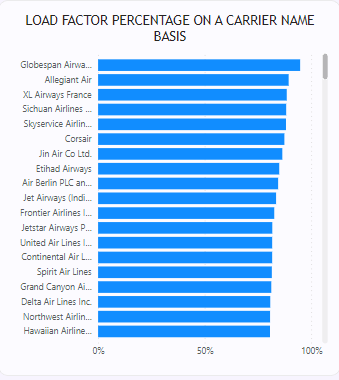 LOAD FACTOR PERCENTAGE ON A CARRIER NAME
BASIS
Globespan Airwa...
Allegiant Air
XL Airways France
Sichuan Airlines ...
Skyservice Airlin...
Corsair
Jin Air Co Ltd.
Etihad Airways
Air Berlin PLC an...
Jet Airways (Indi...
Frontier Airlines I...
Jetstar Airways P...
United Air Lines I...
Continental Air L...
Spirit Air Lines
Grand Canyon Ai...
Delta Air Lines Inc.
Northwest Airlin...
Hawaiian Airline...
0% 50% 100%